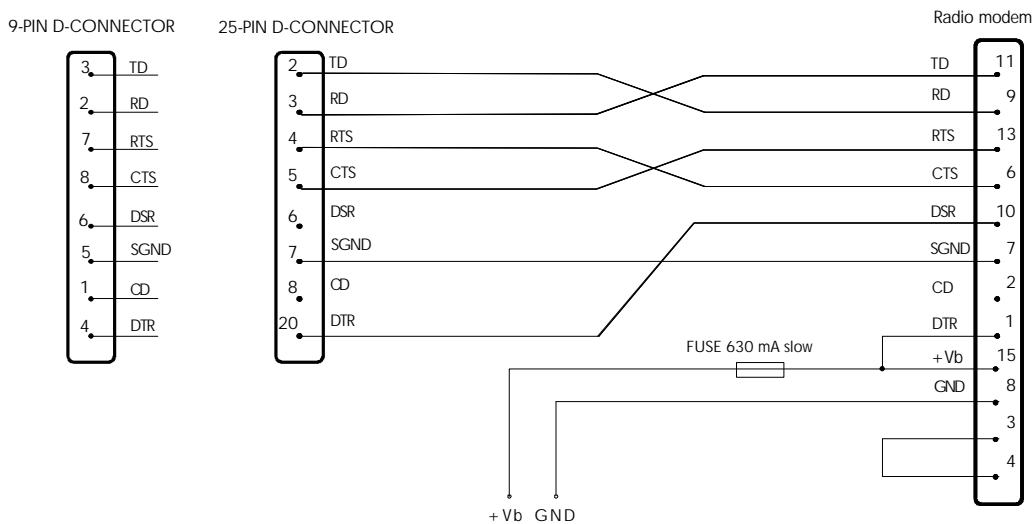 Radio modem
9-PIN D-CONNECTOR
25-PIN D-CONNECTOR
3 TD
2 RD
7 RTS
8 CTS
6 DSR
5 SGND
1 CD
4 DTR
2 TD
3 RD
4 RTS
5 CTS
6 DSR
7 SGND
8 CD
20 DTR
TD 11
RD 9
RTS 13
CTS 6
DSR 10
SGND 7
CD 2
DTR 1
+Vb 15
GND 8
3
4
FUSE 630 mA slow
+Vb GND